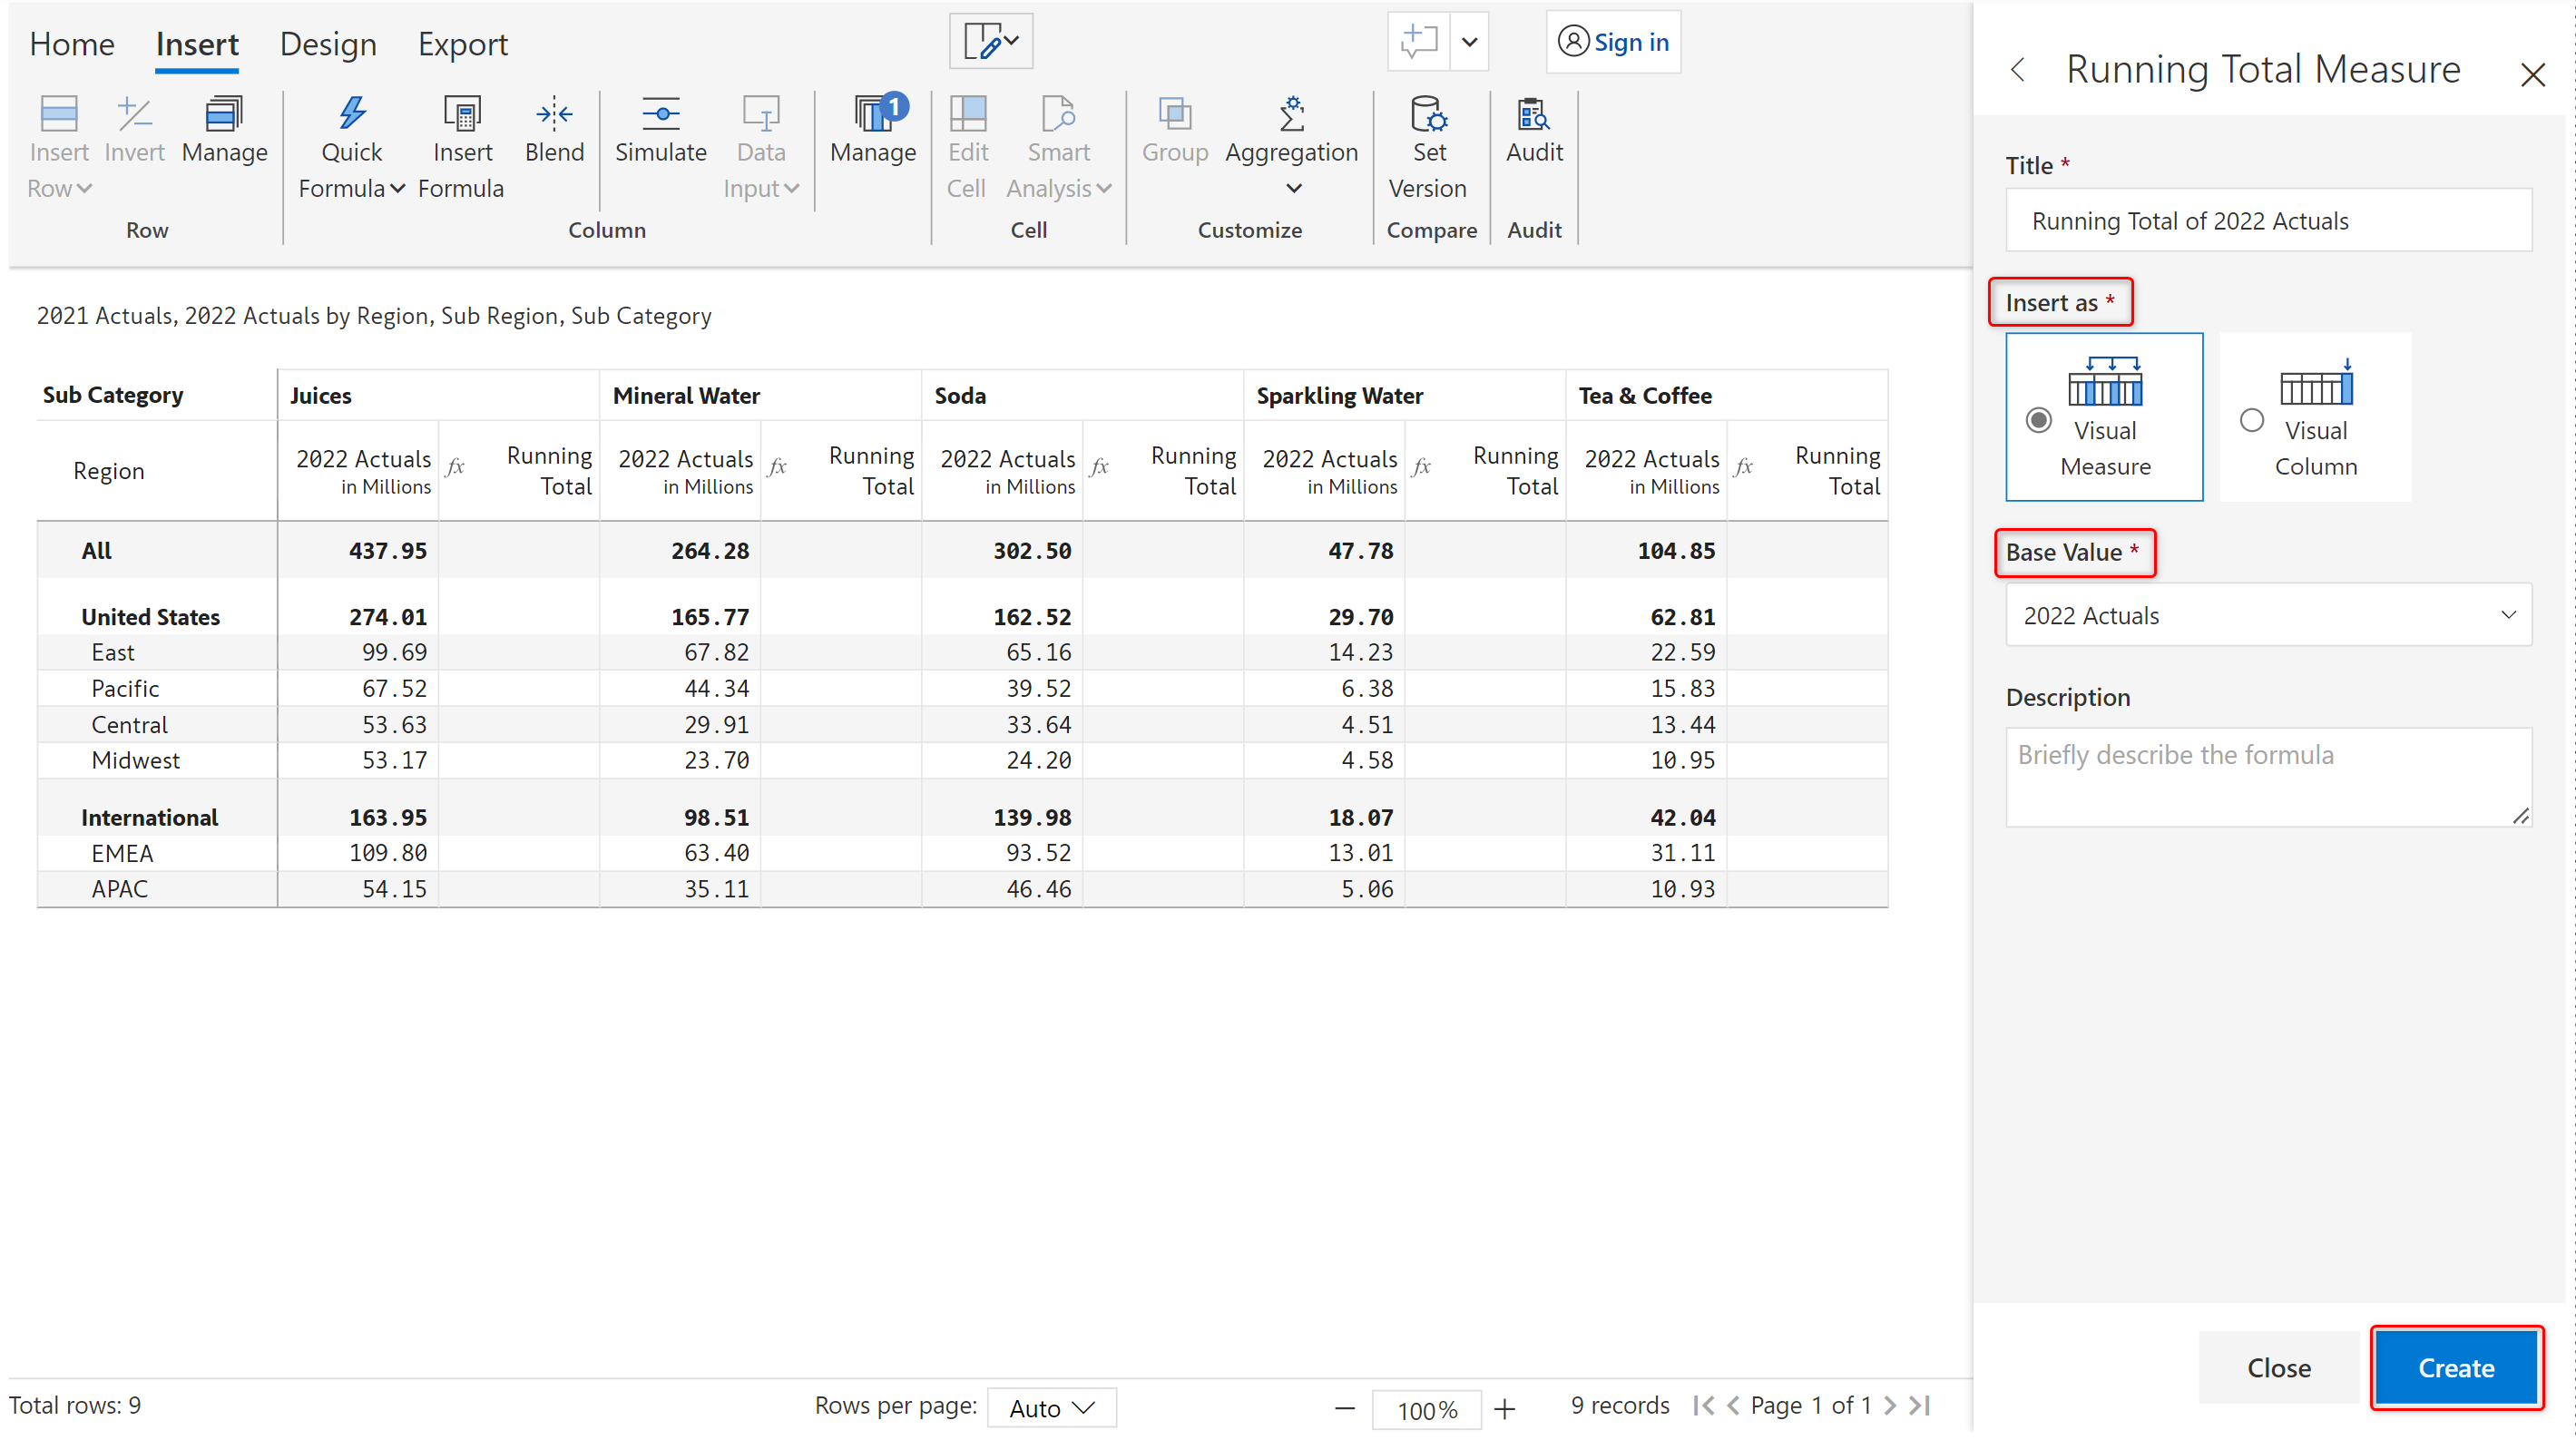 Home Insert Design Export
Sign in
Insert Row Invert Manage
Row
Quick Formula Insert Formula Blend Simulate Data Input Manage
1
Column
Edit Cell Smart Analysis
Cell
Group Aggregation
Customize
Set Version
Compare
Audit
Audit
2021 Actuals, 2022 Actuals by Region, Sub Region, Sub Category
Sub Category Juices Mineral Water Soda Sparkling Water Tea & Coffee
Region 2022 Actuals in Millions fx Running Total 2022 Actuals in Millions fx Running Total 2022 Actuals in Millions fx Running Total 2022 Actuals in Millions fx Running Total 2022 Actuals in Millions fx Running Total
All 437.95 264.28 302.50 47.78 104.85
United States 274.01 165.77 162.52 29.70 62.81
East 99.69 67.82 65.16 14.23 22.59
Pacific 67.52 44.34 39.52 6.38 15.83
Central 53.63 29.91 33.64 4.51 13.44
Midwest 53.17 23.70 24.20 4.58 10.95
International 163.95 98.51 139.98 18.07 42.04
EMEA 109.80 63.40 93.52 13.01 31.11
APAC 54.15 35.11 46.46 5.06 10.93
Total rows: 9
Rows per page: Auto
100%
9 records
Page 1 of 1
Running Total Measure
Title *
Running Total of 2022 Actuals
Insert as *
Visual Measure
Visual Column
Base Value *
2022 Actuals
Description
Briefly describe the formula
Close
Create